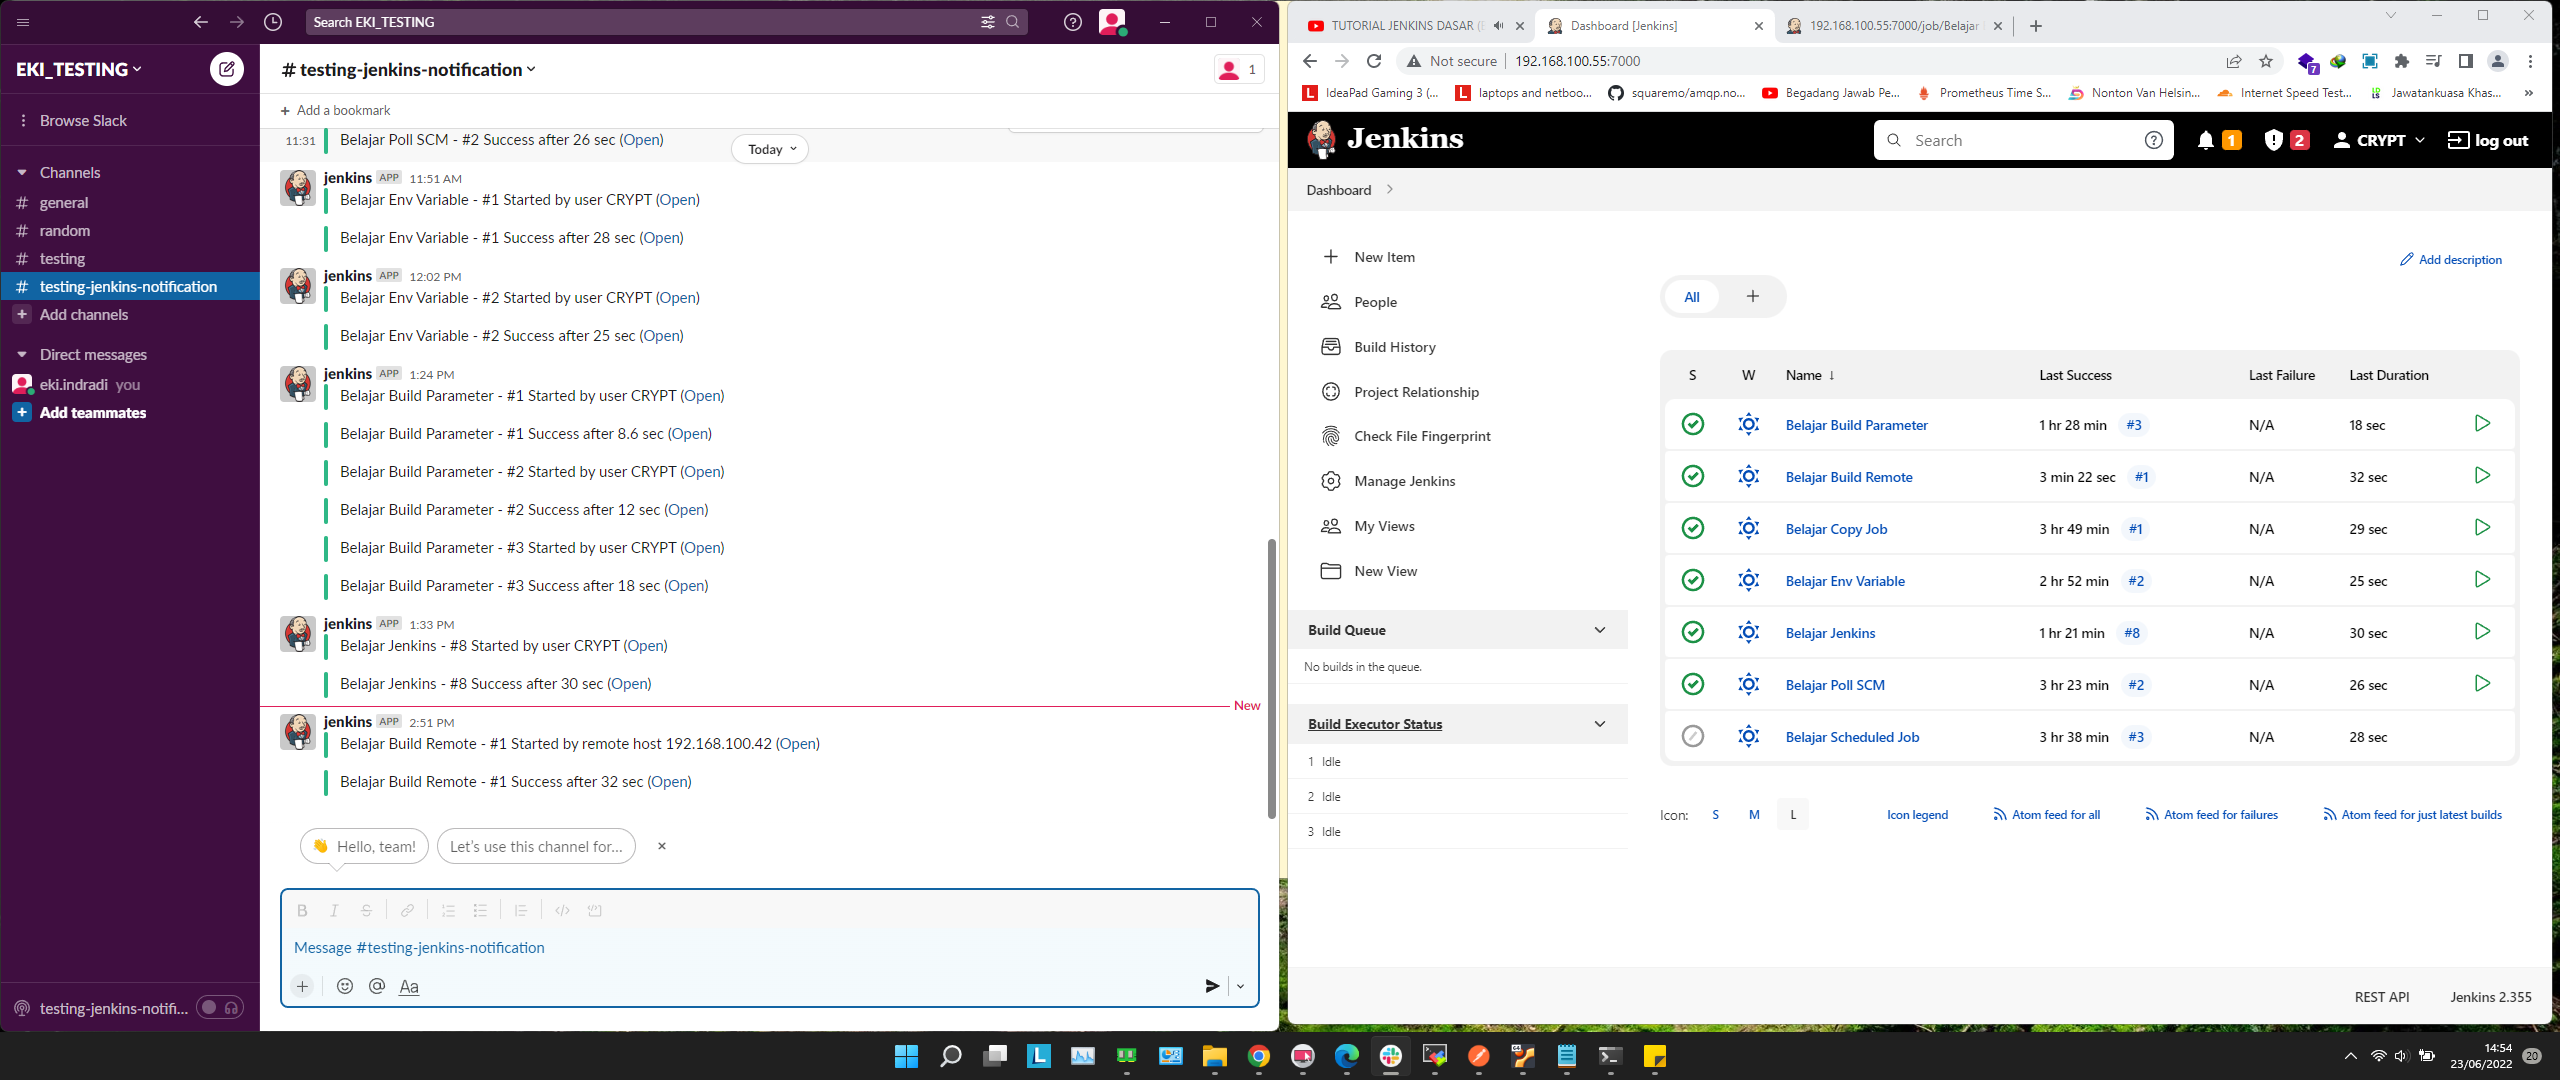 Search EKI_TESTING
EKI_TESTING
Browse Slack
Channels
# general
# random
# testing
# testing-jenkins-notification
+ Add channels
Direct messages
eki.indradi you
+ Add teammates
testing-jenkins-notifi...
# testing-jenkins-notification
1
+ Add a bookmark
Today
11:31 Belajar Poll SCM - #2 Success after 26 sec (Open)
jenkins APP 11:51 AM
Belajar Env Variable - #1 Started by user CRYPT (Open)
Belajar Env Variable - #1 Success after 28 sec (Open)
jenkins APP 12:02 PM
Belajar Env Variable - #2 Started by user CRYPT (Open)
Belajar Env Variable - #2 Success after 25 sec (Open)
jenkins APP 1:24 PM
Belajar Build Parameter - #1 Started by user CRYPT (Open)
Belajar Build Parameter - #1 Success after 8.6 sec (Open)
Belajar Build Parameter - #2 Started by user CRYPT (Open)
Belajar Build Parameter - #2 Success after 12 sec (Open)
Belajar Build Parameter - #3 Started by user CRYPT (Open)
Belajar Build Parameter - #3 Success after 18 sec (Open)
jenkins APP 1:33 PM
Belajar Jenkins - #8 Started by user CRYPT (Open)
Belajar Jenkins - #8 Success after 30 sec (Open)
New
jenkins APP 2:51 PM
Belajar Build Remote - #1 Started by remote host 192.168.100.42 (Open)
Belajar Build Remote - #1 Success after 32 sec (Open)
Hello, team!
Let's use this channel for...
B I S
Message #testing-jenkins-notification
@ Aa
TUTORIAL JENKINS DASAR (
Dashboard [Jenkins]
192.168.100.55:7000/job/Belajar
Not secure 192.168.100.55:7000
7
IdeaPad Gaming 3 (...
laptops and netboo...
squaremo/amqp.no...
Begadang Jawab Pe...
Prometheus Time S...
Nonton Van Helsin...
Internet Speed Test...
Jawatankuasa Khas...
Jenkins
Search
1
2
CRYPT
log out
Dashboard
New Item
People
Build History
Project Relationship
Check File Fingerprint
Manage Jenkins
My Views
New View
Build Queue
No builds in the queue.
Build Executor Status
1 Idle
2 Idle
3 Idle
Add description
All +
S W Name ↓ Last Success Last Failure Last Duration
Belajar Build Parameter 1 hr 28 min #3 N/A 18 sec
Belajar Build Remote 3 min 22 sec #1 N/A 32 sec
Belajar Copy Job 3 hr 49 min #1 N/A 29 sec
Belajar Env Variable 2 hr 52 min #2 N/A 25 sec
Belajar Jenkins 1 hr 21 min #8 N/A 30 sec
Belajar Poll SCM 3 hr 23 min #2 N/A 26 sec
Belajar Scheduled Job 3 hr 38 min #3 N/A 28 sec
Icon: S M L
Icon legend
Atom feed for all
Atom feed for failures
Atom feed for just latest builds
REST API
Jenkins 2.355
L
14:54
23/06/2022
20